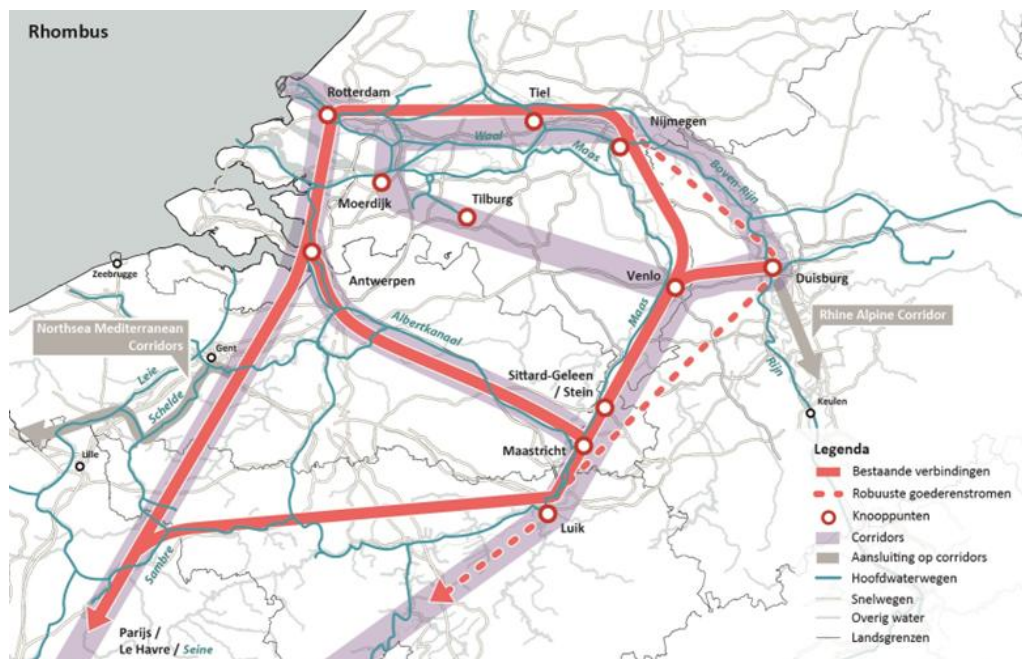 Rhombus
Rotterdam
Tiel
Nijmegen
Waal
Maas
Boven-Rijn
Moerdijk
Tilburg
Zeebrugge
Antwerpen
Venlo
Duisburg
Northsea Mediterranean
Corridors
Gent
Albertkanaal
Maas
Rhine Alpine Corridor
Leie
Schelde
Rijn
Sittard-Geleen
/ Stein
Keulen
Lille
Maastricht
Luik
Sambre
Parijs /
Le Havre / Seine
Legenda
Bestaande verbindingen
Robuuste goederenstromen
Knooppunten
Corridors
Aansluiting op corridors
Hoofdwaterwegen
Snelwegen
Overig water
Landsgrenzen